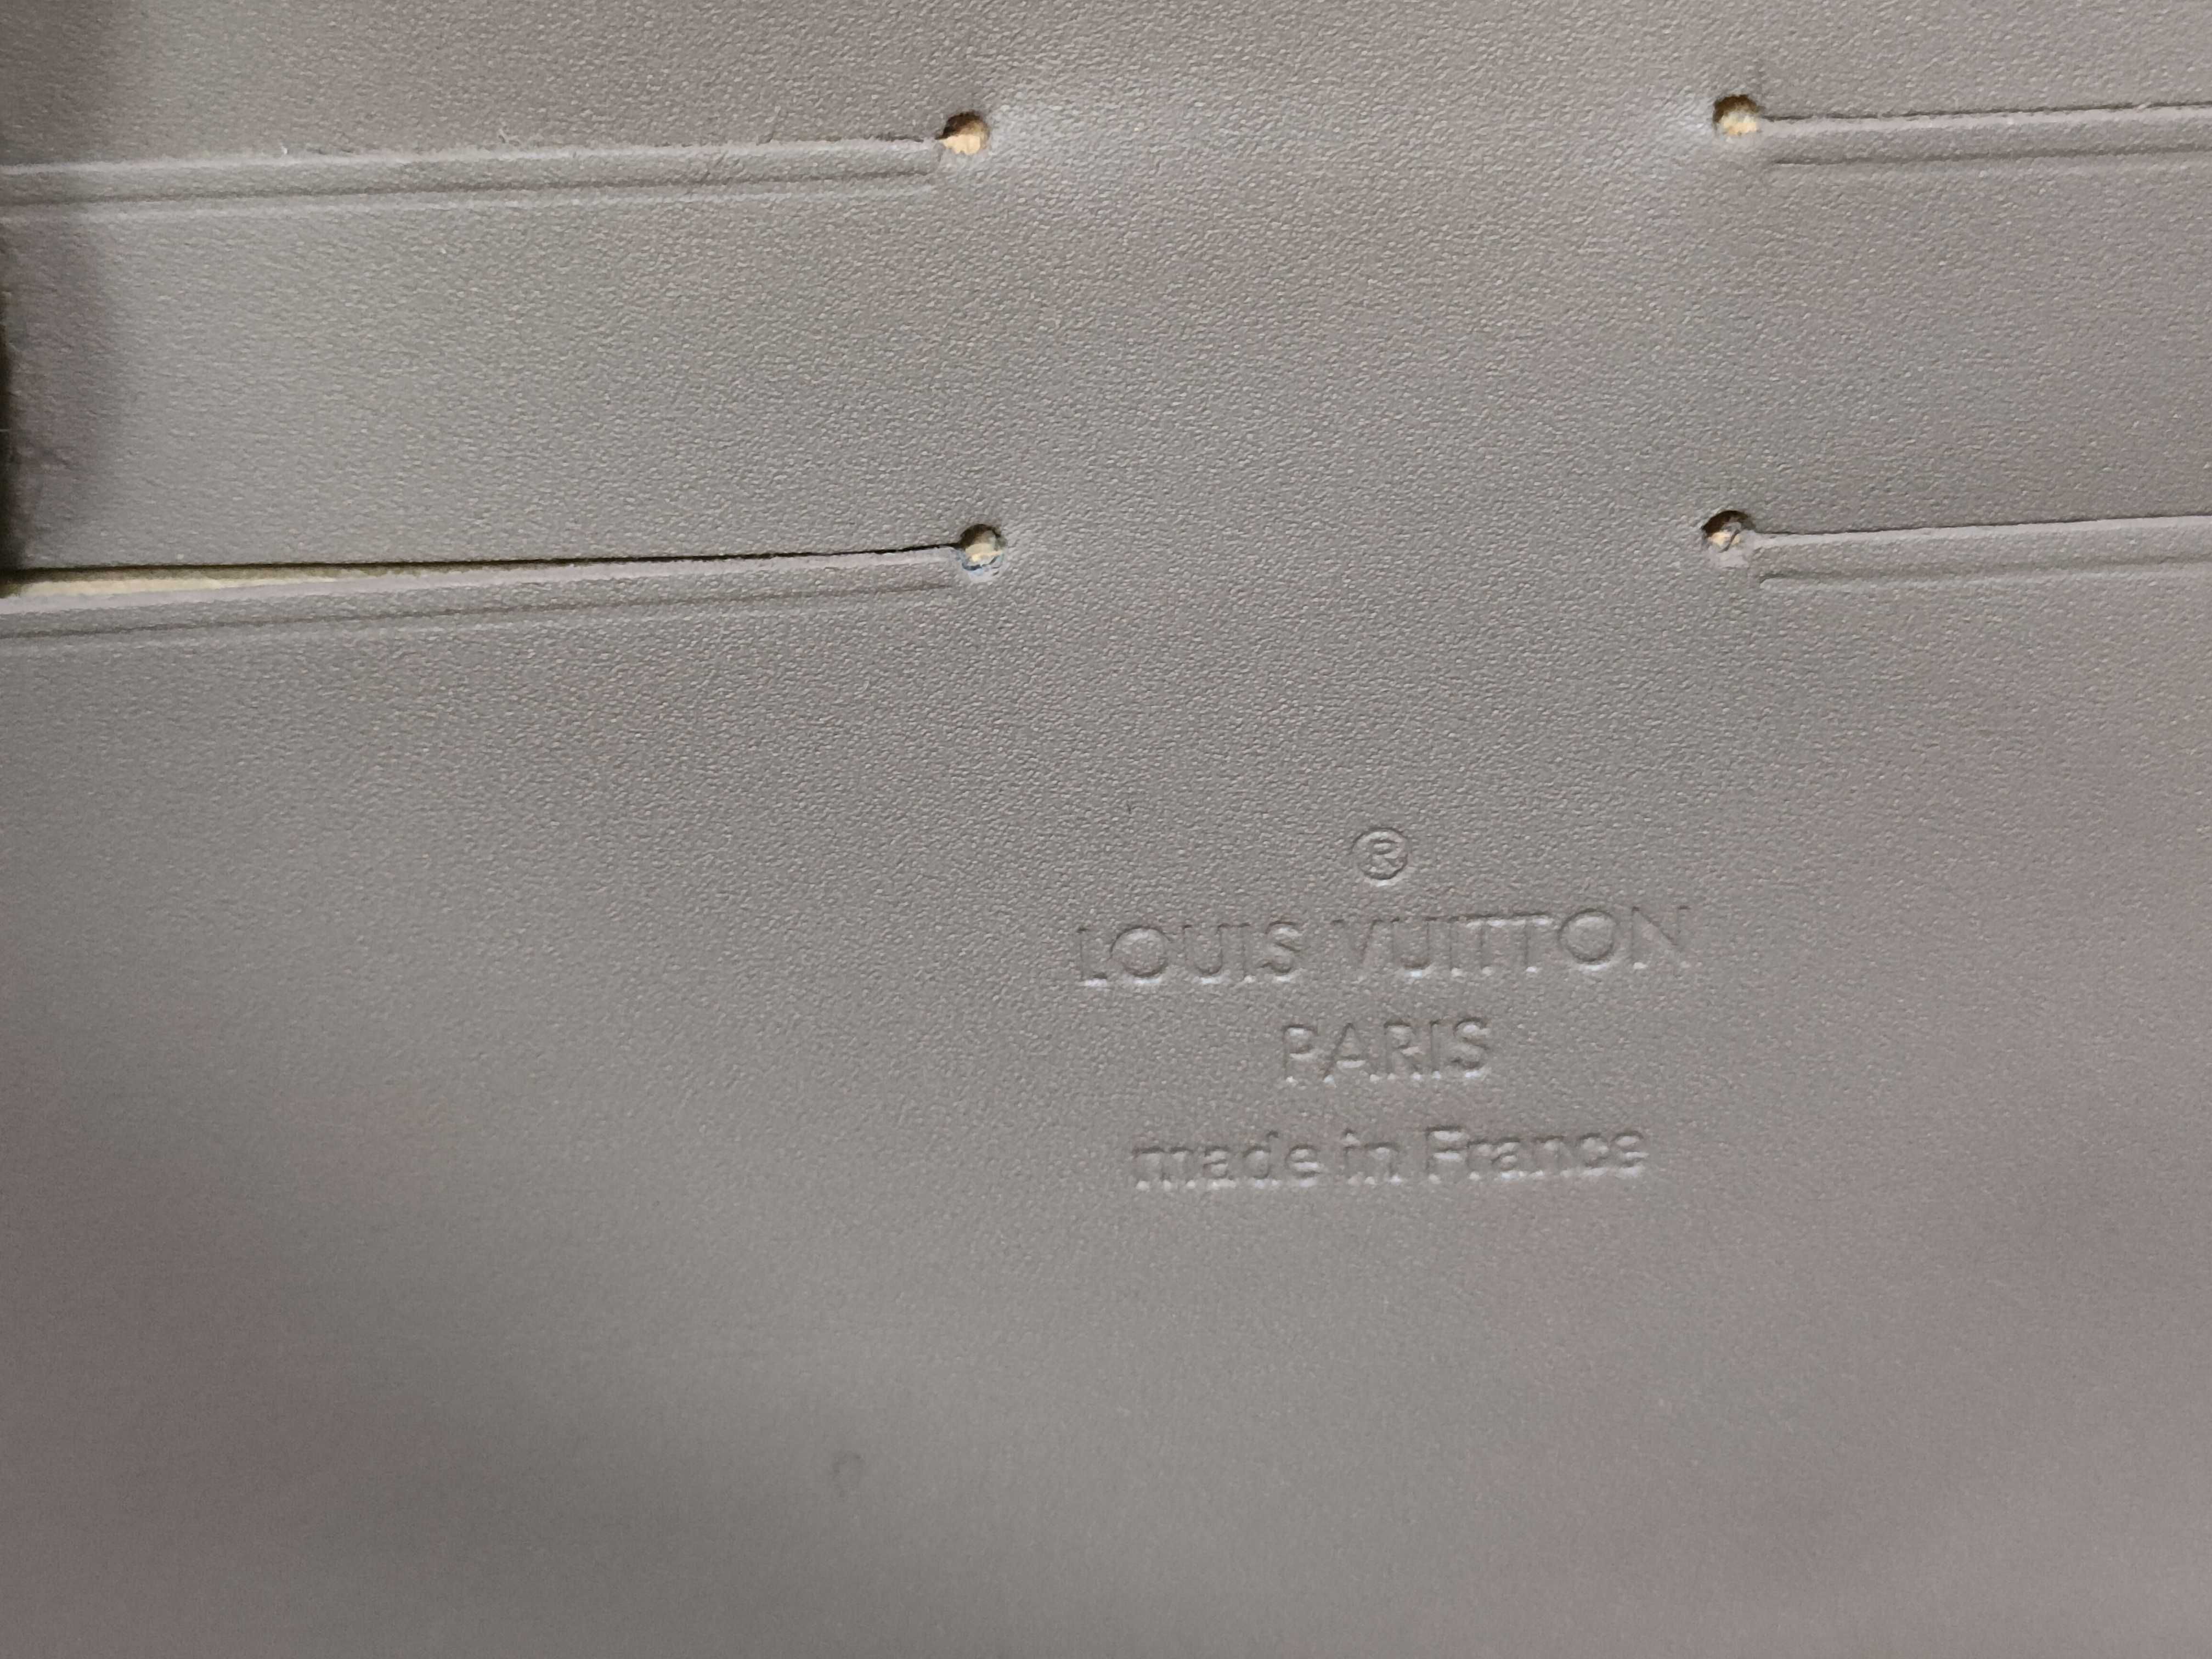 ®
LOUIS VUITTON
PARIS
made in France